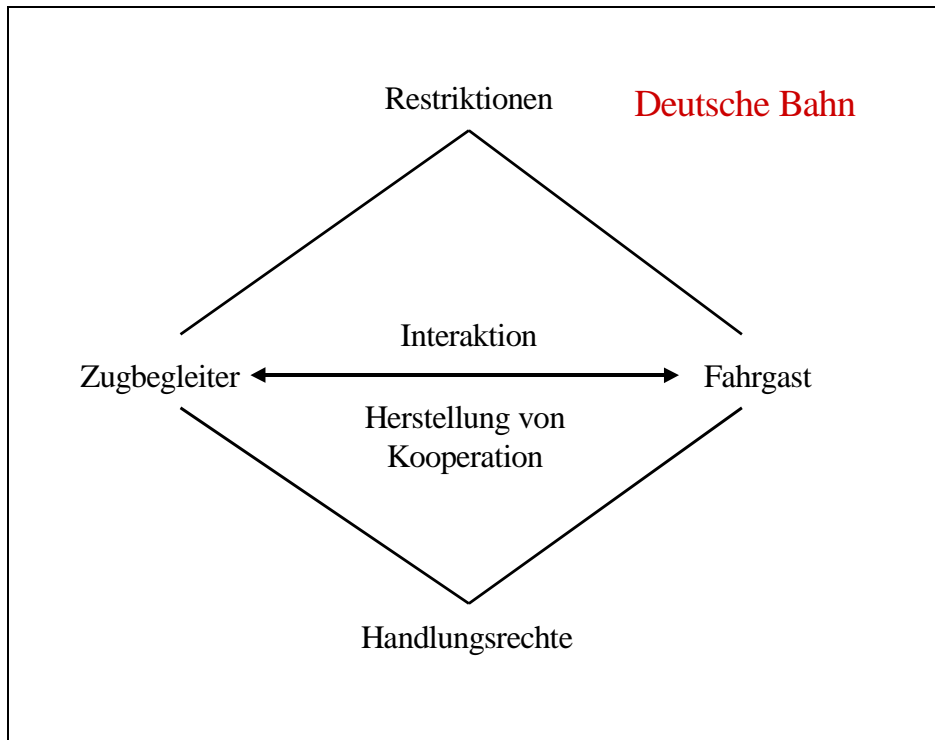 Restriktionen
Deutsche Bahn
Interaktion
Zugbegleiter
Fahrgast
Herstellung von
Kooperation
Handlungsrechte